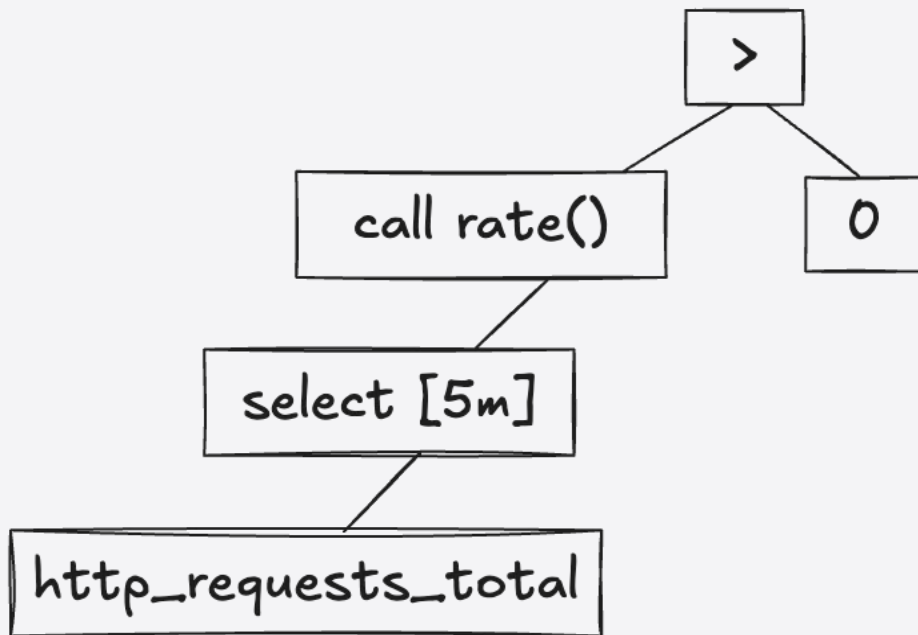 >
call rate()
0
select [5m]
http_requests_total